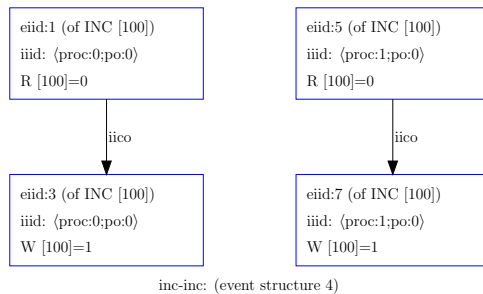 eiid:1 (of INC [100])
iiid: ⟨proc:0;po:0⟩
R [100]=0
eiid:5 (of INC [100])
iiid: ⟨proc:1;po:0⟩
R [100]=0
iico
iico
eiid:3 (of INC [100])
iiid: ⟨proc:0;po:0⟩
W [100]=1
eiid:7 (of INC [100])
iiid: ⟨proc:1;po:0⟩
W [100]=1
inc-inc: (event structure 4)